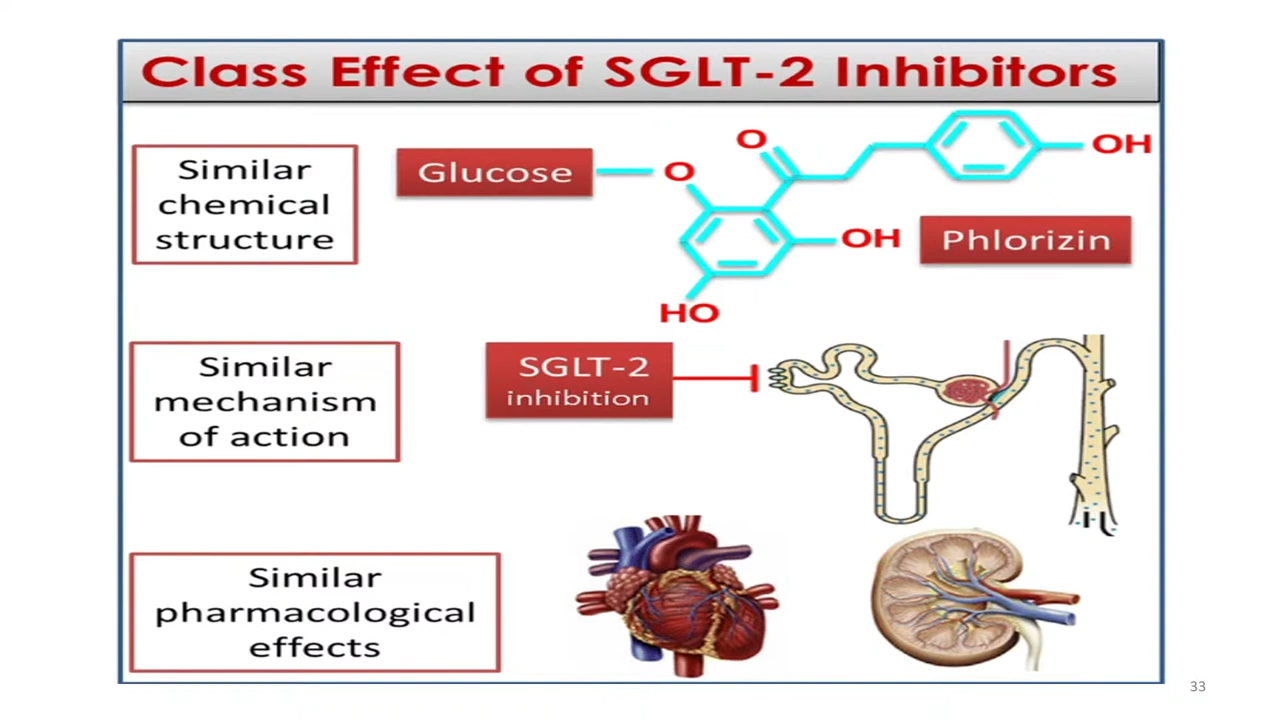 Class Effect of SGLT-2 Inhibitors
Similar
chemical
structure
Glucose
O
O
OH
OH
HO
Phlorizin
Similar
mechanism
of action
SGLT-2
inhibition
Similar
pharmacological
effects
33